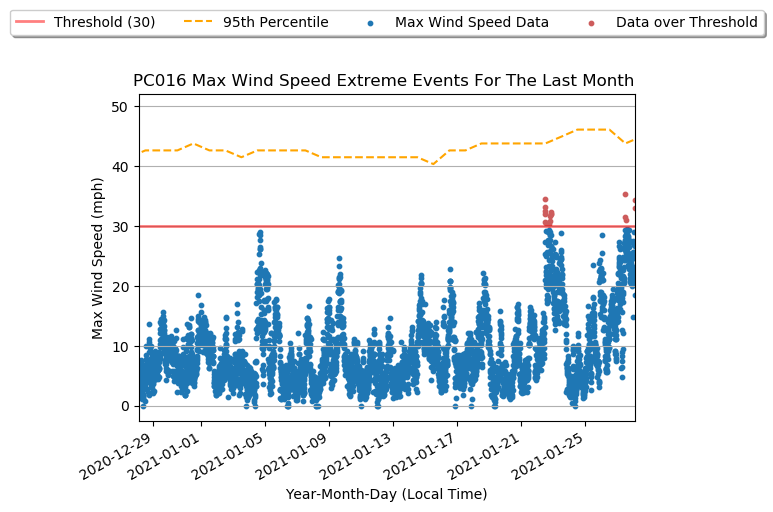 Threshold (30) 95th Percentile Max Wind Speed Data Data over Threshold
PC016 Max Wind Speed Extreme Events For The Last Month
50
40
30
20
10
0
Max Wind Speed (mph)
2020-12-29 2021-01-01 2021-01-05 2021-01-09 2021-01-13 2021-01-17 2021-01-21 2021-01-25
Year-Month-Day (Local Time)